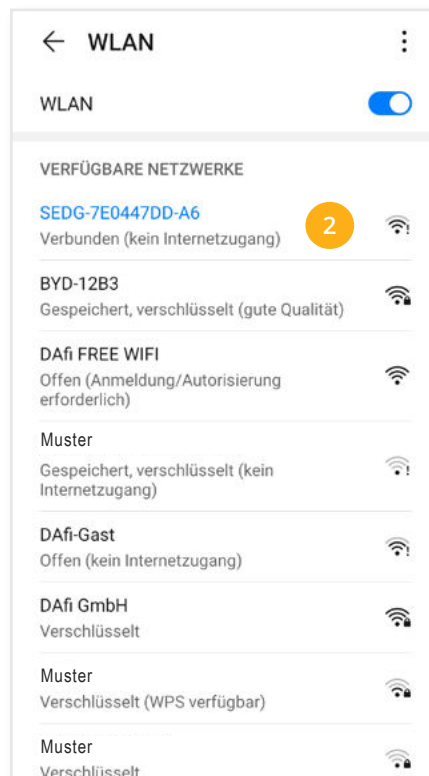 WLAN
WLAN
VERFÜGBARE NETZWERKE
SEDG-7E0447DD-A6
Verbunden (kein Internetzugang)
2
BYD-12B3
Gespeichert, verschlüsselt (gute Qualität)
DAfi FREE WIFI
Offen (Anmeldung/Autorisierung
erforderlich)
Muster
Gespeichert, verschlüsselt (kein
Internetzugang)
DAfi-Gast
Offen (kein Internetzugang)
DAfi GmbH
Verschlüsselt
Muster
Verschlüsselt (WPS verfügbar)
Muster
Verschlüsselt